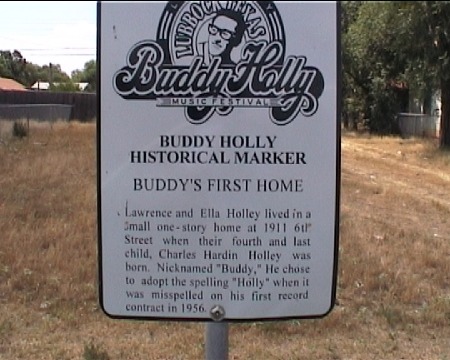 LUBBOCK TEXAS
Buddy Holly
MUSIC FESTIVAL
BUDDY HOLLY
HISTORICAL MARKER
BUDDY'S FIRST HOME
Lawrence and Ella Holley lived in a
small one-story home at 1911 6th
Street when their fourth and last
child, Charles Hardin Holley was
born. Nicknamed "Buddy," He chose
to adopt the spelling "Holly" when it
was misspelled on his first record
contract in 1956.